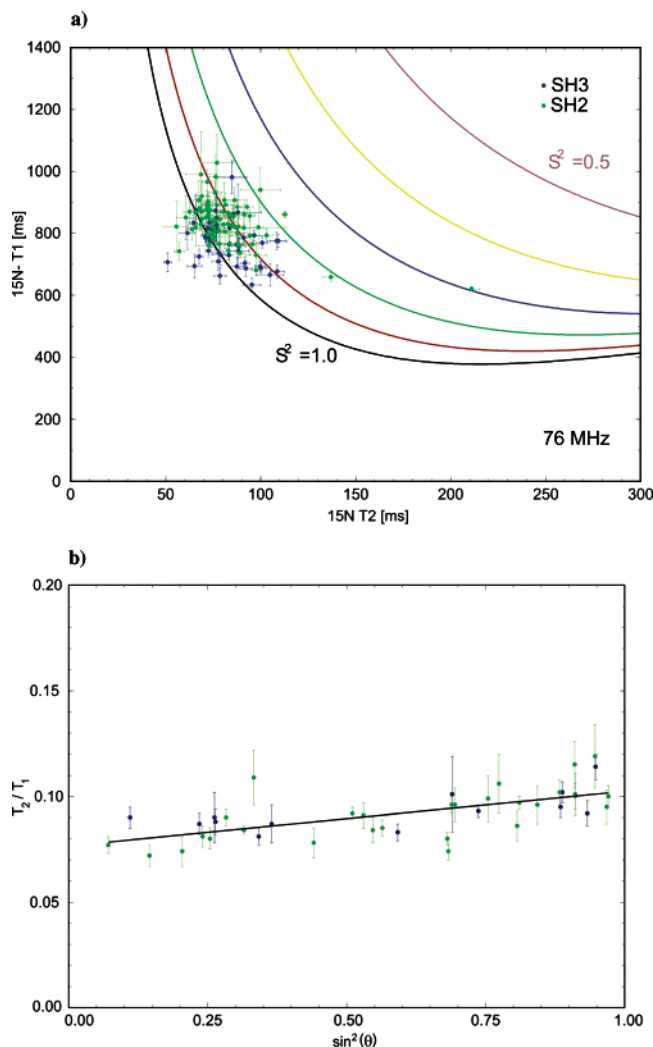 a)
1400
1200
1000
800
600
400
200
0
15N- T1 [ms]
SH3
SH2
S² =0.5
S² =1.0
76 MHz
0 50 100 150 200 250 300
15N T2 [ms]
b)
0.20
0.15
0.10
0.05
0.00
T₂ / T₁
0.00 0.25 0.50 0.75 1.00
sin²(θ)